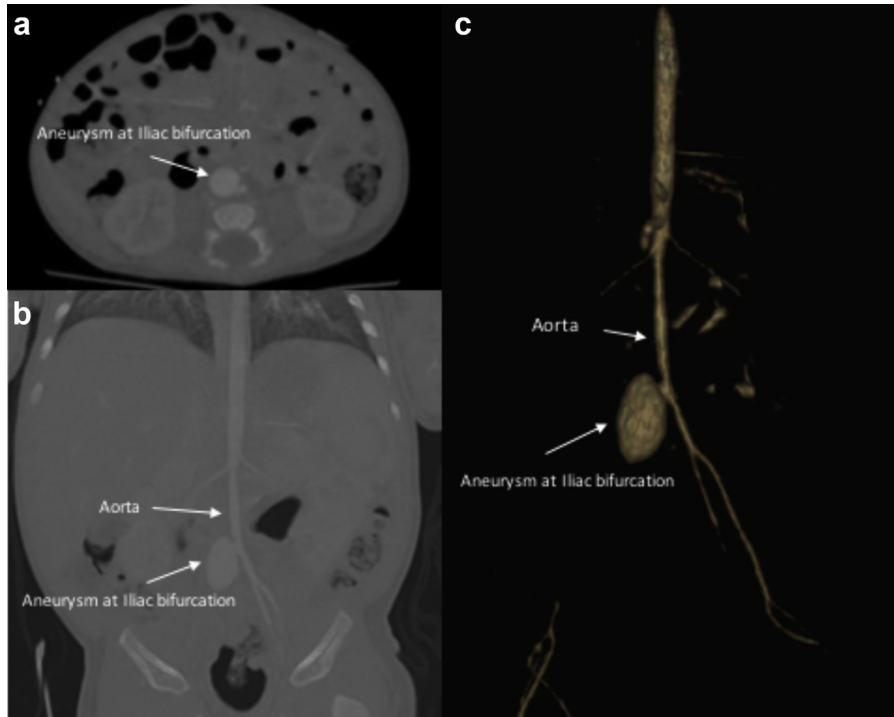 a
Aneurysm at Iliac bifurcation
b
Aorta
Aneurysm at Iliac bifurcation
c
Aorta
Aneurysm at Iliac bifurcation